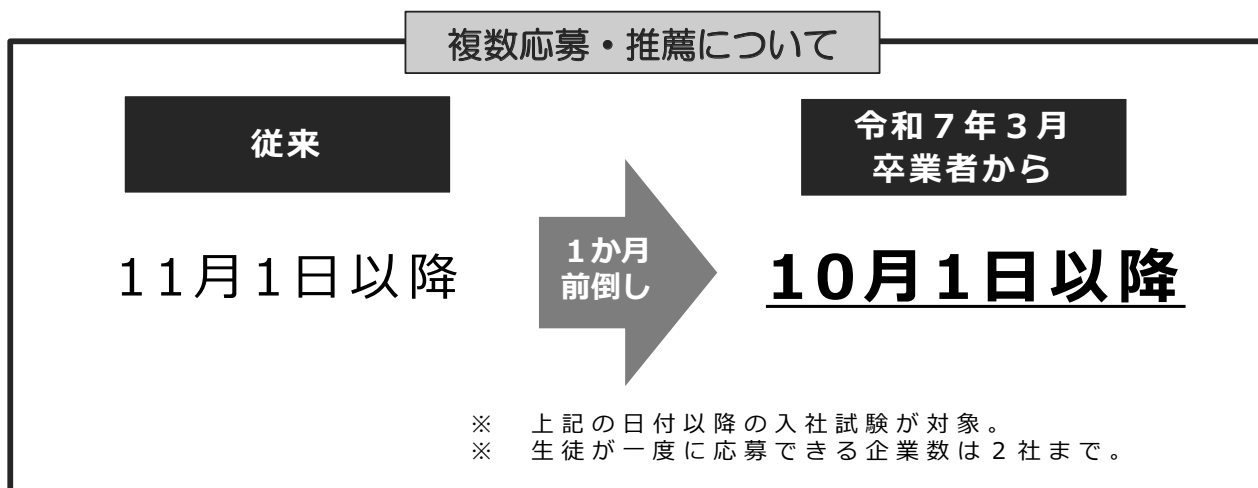 複数応募・推薦について
従来
令和７年３月
卒業者から
11月1日以降
１か月
前倒し
10月1日以降
※　上記の日付以降の入社試験が対象。
※　生徒が一度に応募できる企業数は２社まで。